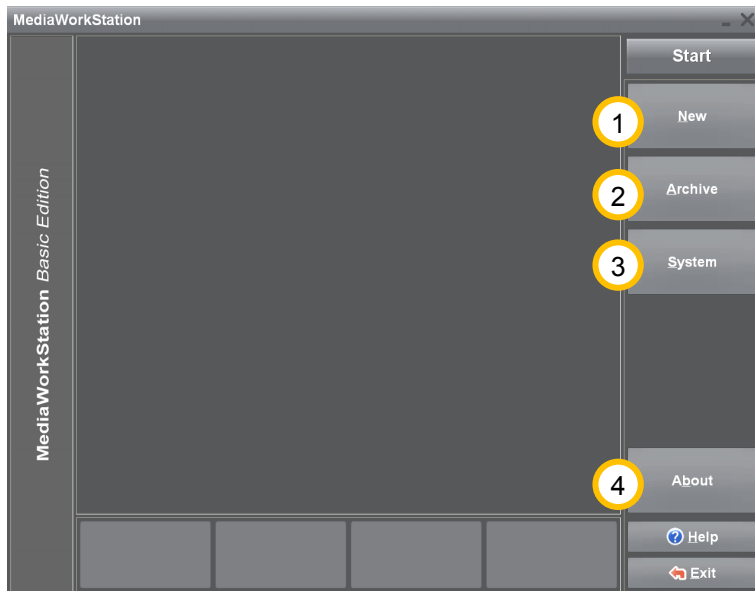 MediaWorkStation
Start
1
New
2
Archive
3
System
MediaWorkStation Basic Edition
4
About
Help
Exit